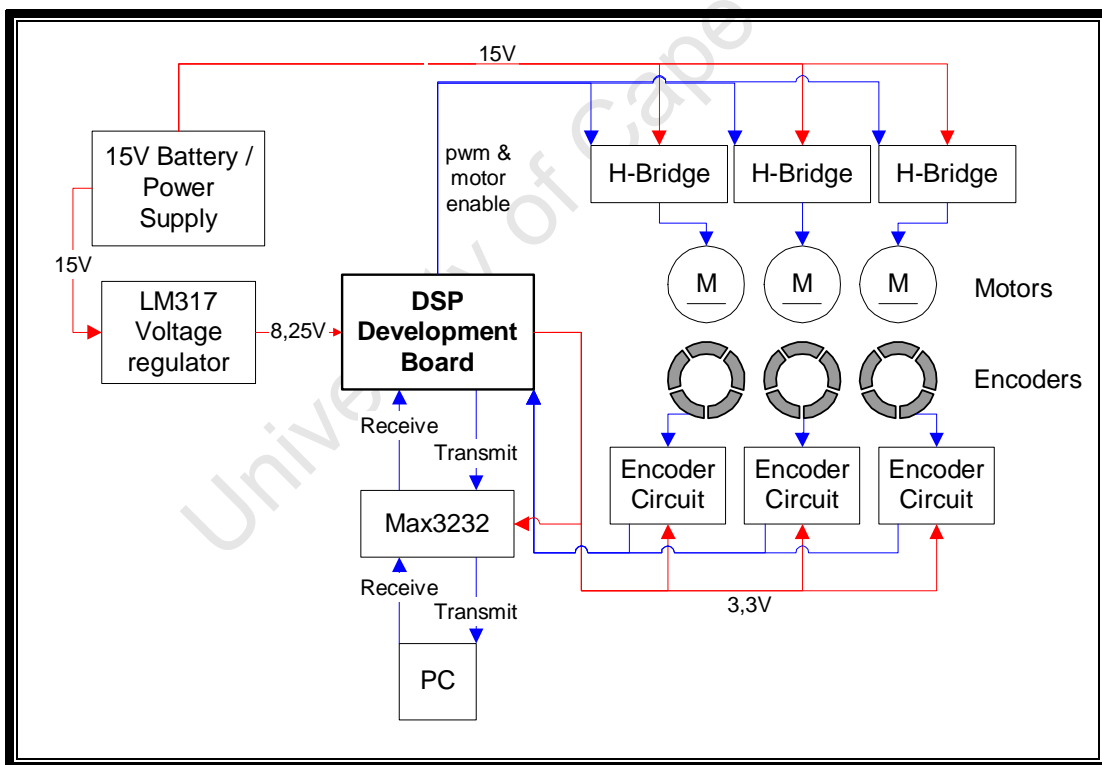 15V
15V Battery /
Power
Supply
pwm &
motor
enable
H-Bridge
H-Bridge
H-Bridge
15V
LM317
Voltage
regulator
8,25V
DSP
Development
Board
M
M
M
Motors
Encoders
Receive
Transmit
Encoder
Circuit
Encoder
Circuit
Encoder
Circuit
Max3232
3,3V
Receive
Transmit
PC
University of Cape